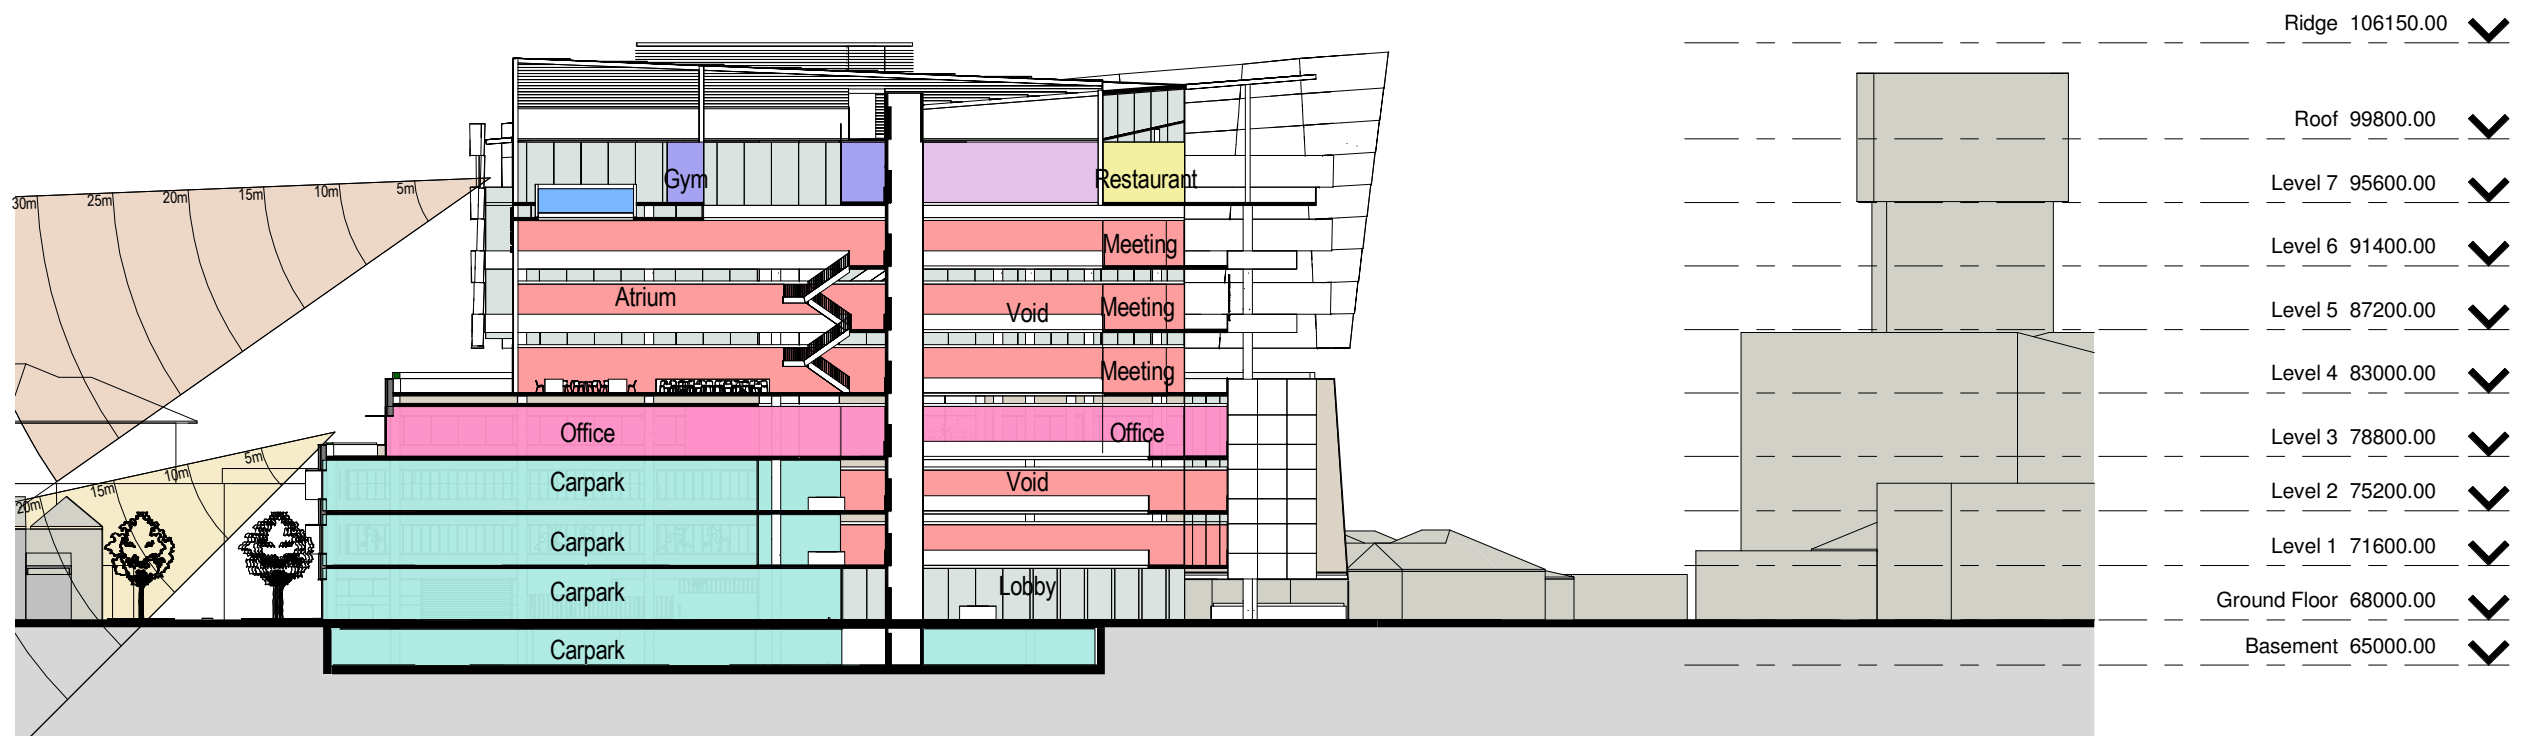 Ridge 106150.00
Roof 99800.00
Gym
Restaurant
Level 7 95600.00
30m 25m 20m 15m 10m 5m
Meeting
Level 6 91400.00
Atrium
Void
Meeting
Level 5 87200.00
Meeting
Level 4 83000.00
Office
Office
Level 3 78800.00
20m 15m 10m 5m
Carpark
Void
Level 2 75200.00
Carpark
Level 1 71600.00
Carpark
Lobby
Ground Floor 68000.00
Carpark
Basement 65000.00